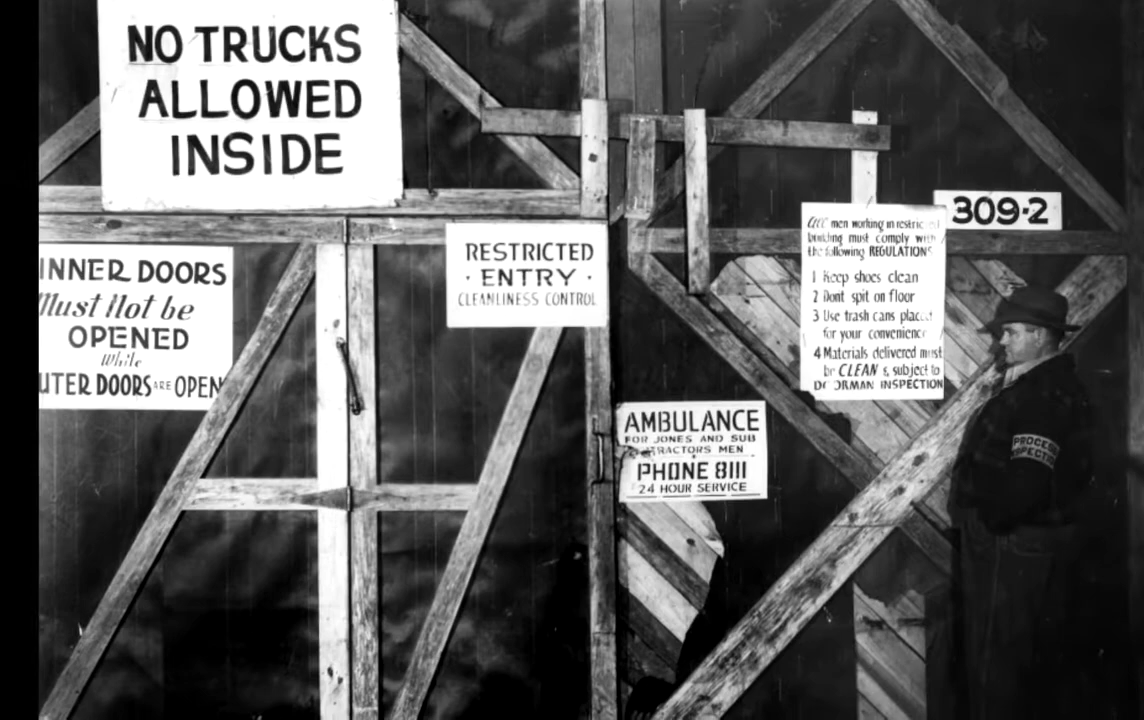 NO TRUCKS
ALLOWED
INSIDE
INNER DOORS
Must Not be
OPENED
While
UTER DOORS ARE OPEN
RESTRICTED
· ENTRY ·
CLEANLINESS CONTROL
AMBULANCE
FOR JONES AND SUB
TRACTORS MEN
PHONE 8111
24 HOUR SERVICE
ALL men working in restricted
building must comply with
the following REGULATIONS
1 Keep shoes clean
2 Dont spit on floor
3 Use trash cans placed
for your convenience
4 Materials delivered must
be CLEAN & subject to
DOORMAN INSPECTION
309-2
PROCESS
INSPECTI